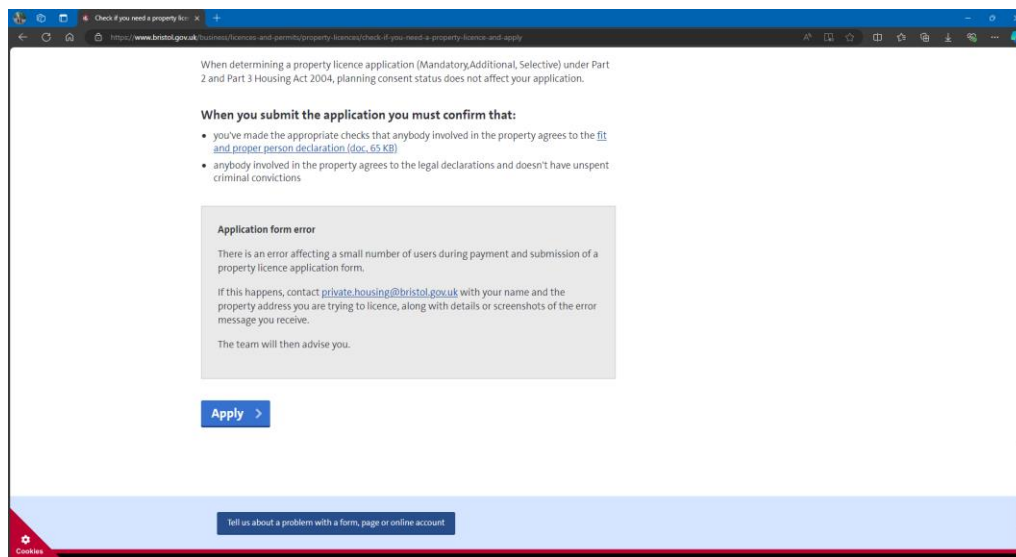 Check if you need a property lice
https://www.bristol.gov.uk/business/licences-and-permits/property-licences/check-if-you-need-a-property-licence-and-apply
When determining a property licence application (Mandatory,Additional, Selective) under Part
2 and Part 3 Housing Act 2004, planning consent status does not affect your application.
When you submit the application you must confirm that:
• you've made the appropriate checks that anybody involved in the property agrees to the fit
and proper person declaration (doc, 65 KB)
• anybody involved in the property agrees to the legal declarations and doesn't have unspent
criminal convictions
Application form error
There is an error affecting a small number of users during payment and submission of a
property licence application form.
If this happens, contact private.housing@bristol.gov.uk with your name and the
property address you are trying to licence, along with details or screenshots of the error
message you receive.
The team will then advise you.
Apply
Tell us about a problem with a form, page or online account
Cookies